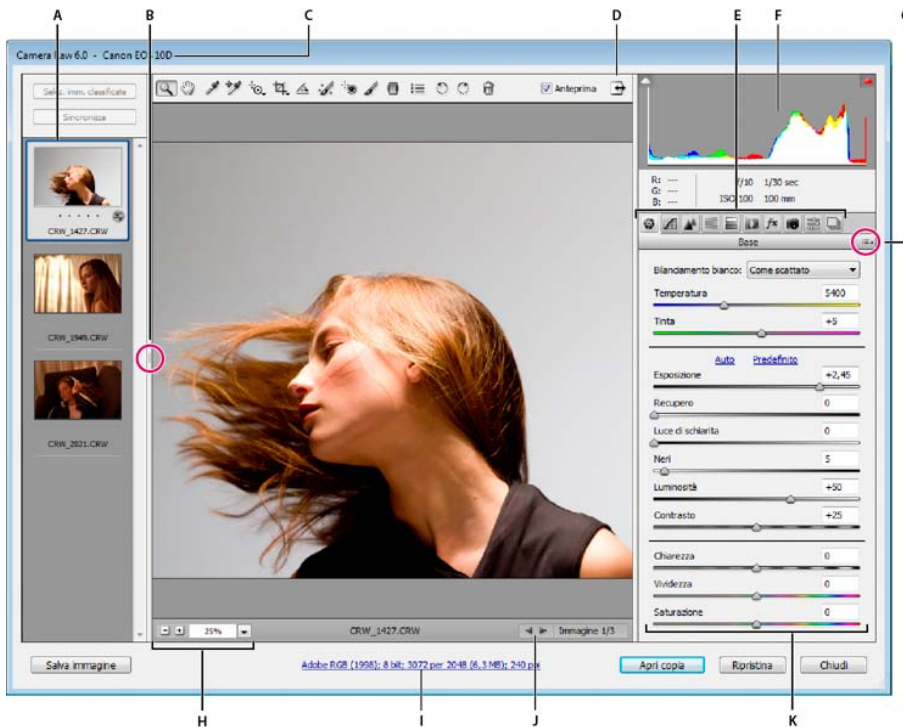 A B C D E F
Camera Raw 6.0 - Canon EOS 10D
Selez. imm. classificate
Sincronizza
CRW_1427.CRW
CRW_1949.CRW
CRW_2021.CRW
Anteprima
R: ---
G: ---
B: ---
f/10 1/30 sec
ISO 100 100 mm
Base
Bilanciamento bianco: Come scattato
Temperatura 5400
Tinta +5
Auto Predefinito
Esposizione +2,45
Recupero 0
Luce di schiarita 0
Neri 5
Luminosità +50
Contrasto +25
Chiarezza 0
Vividezza 0
Saturazione 0
25% CRW_1427.CRW Immagine 1/3
Salva immagine
Adobe RGB (1998); 8 bit; 3072 per 2048 (6,3 MB); 240 ppi
Apri copia Ripristina Chiudi
H I J K